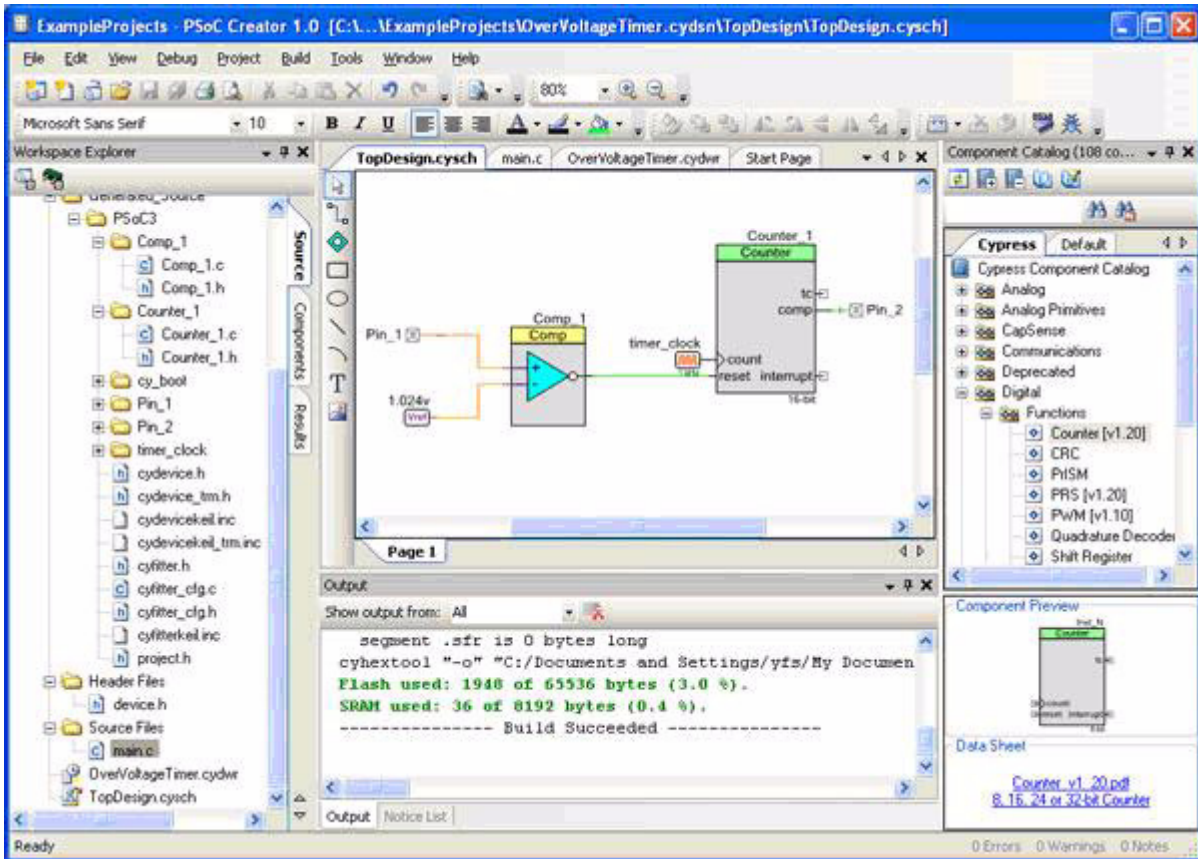 ExampleProjects - PSoC Creator 1.0 [C:\...\ExampleProjects\OverVoltageTimer.cydsn\TopDesign\TopDesign.cysch]
File Edit View Debug Project Build Tools Window Help
80%
Microsoft Sans Serif 10 B I U A
Workspace Explorer
Generated_Source
PSoC3
Comp_1
Comp_1.c
Comp_1.h
Counter_1
Counter_1.c
Counter_1.h
cy_boot
Pin_1
Pin_2
timer_clock
cydevice.h
cydevice_trm.h
cydevicekeil.inc
cydevicekeil_trm.inc
cyfitter.h
cyfitter_cfg.c
cyfitter_cfg.h
cyfitterkeil.inc
project.h
Header Files
device.h
Source Files
main.c
OverVoltageTimer.cydwr
TopDesign.cysch
Source
Components
Results
TopDesign.cysch main.c OverVoltageTimer.cydwr Start Page
T
Pin_1
1.024v
Vref
Comp_1
Comp
timer_clock
Counter_1
Counter
tc
comp
Pin_2
count
reset interrupt
16-bit
Page 1
Output
Show output from: All
segment .sfr is 0 bytes long
cyhextool "-o" "C:/Documents and Settings/yfs/My Documen
Flash used: 1948 of 65536 bytes (3.0 %).
SRAM used: 36 of 8192 bytes (0.4 %).
--------------- Build Succeeded ---------------
Output Notice List
Component Catalog (108 co...
Cypress Default
Cypress Component Catalog
Analog
Analog Primitives
CapSense
Communications
Deprecated
Digital
Functions
Counter [v1.20]
CRC
PrISM
PRS [v1.20]
PWM [v1.10]
Quadrature Decoder
Shift Register
Component Preview
Inst_N
Counter
Data Sheet
Counter_v1_20.pdf
8, 16, 24 or 32-bit Counter
Ready
0 Errors 0 Warnings 0 Notes